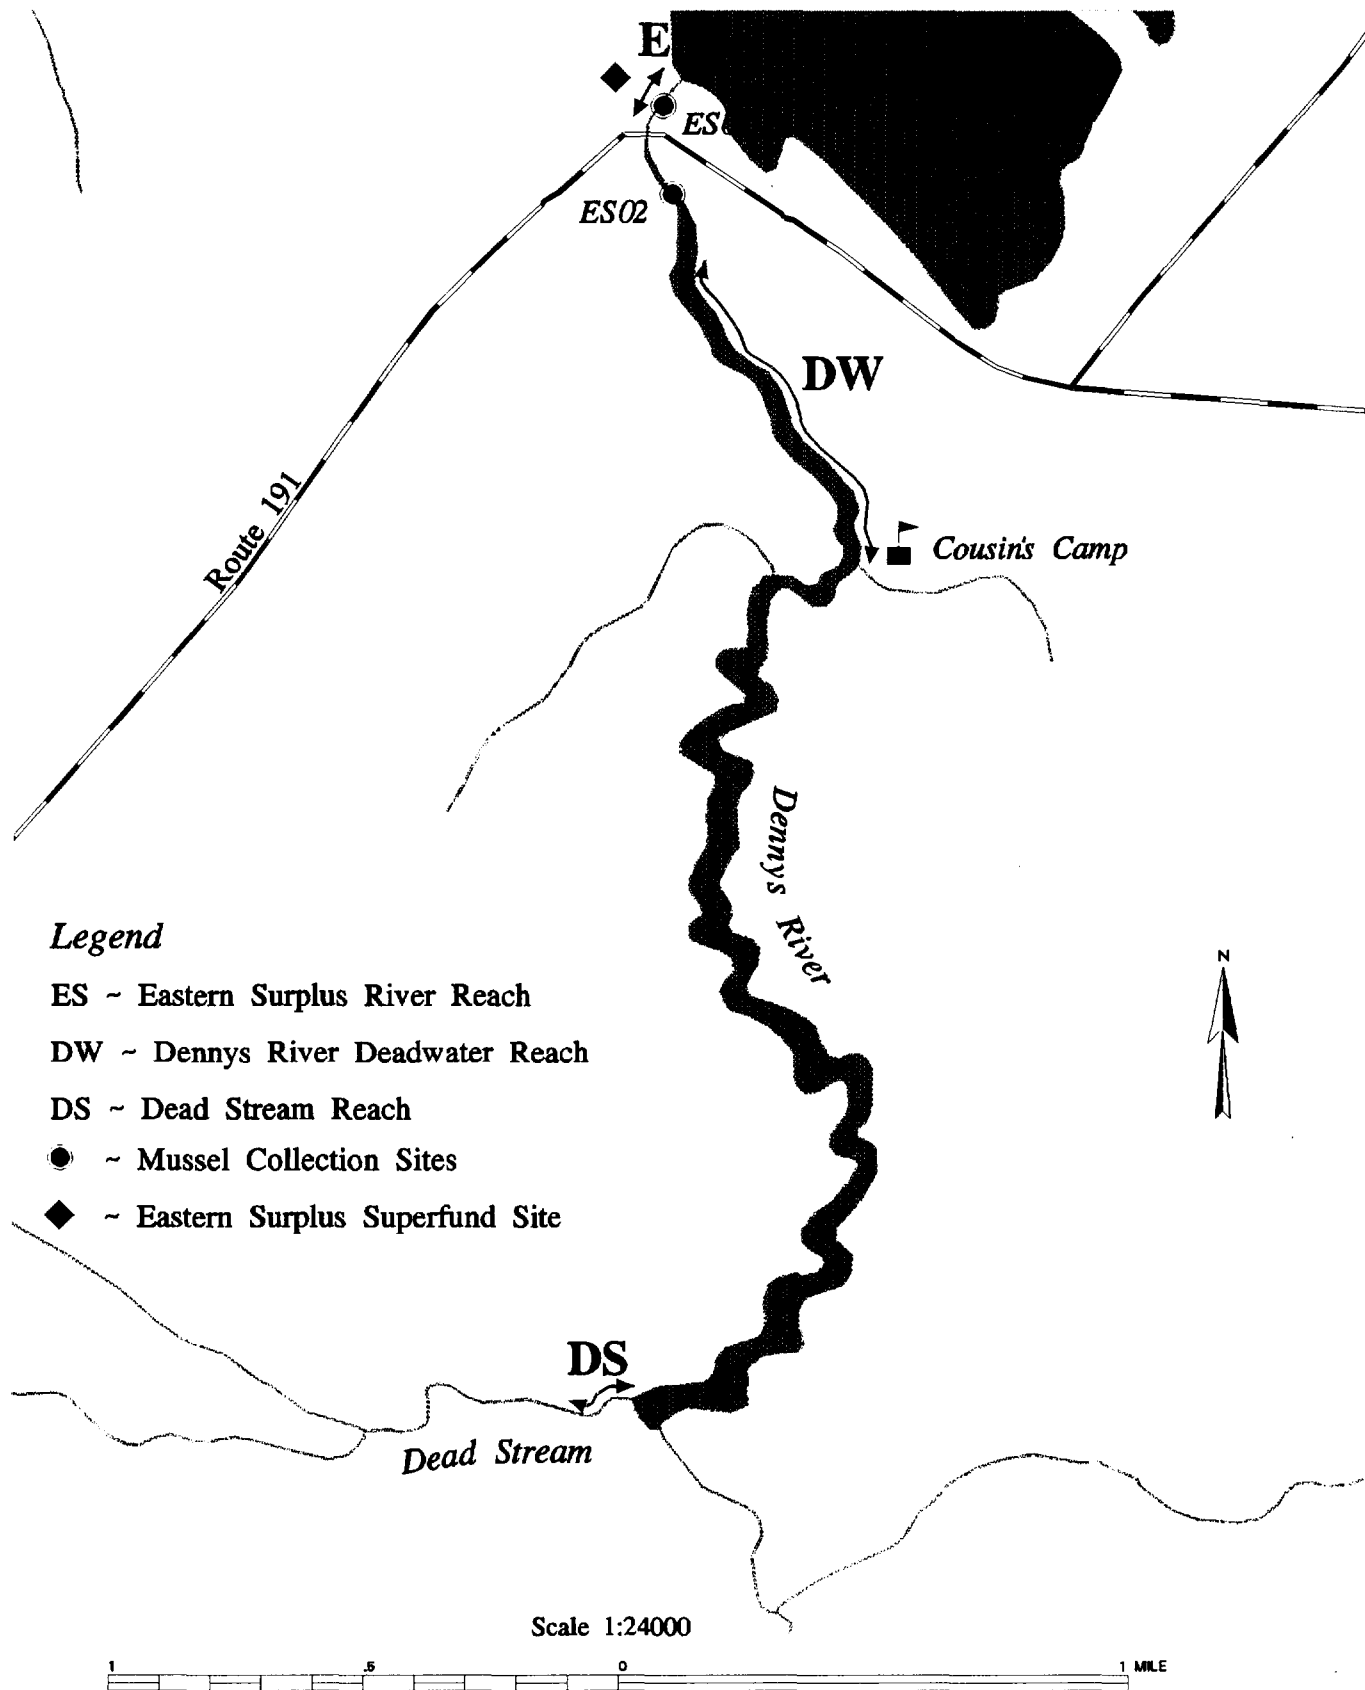 E
ES
ES02
DW
Route 191
Cousin's Camp
Dennys River
Legend
ES ~ Eastern Surplus River Reach
DW ~ Dennys River Deadwater Reach
DS ~ Dead Stream Reach
~ Mussel Collection Sites
~ Eastern Surplus Superfund Site
N
DS
Dead Stream
Scale 1:24000
1 .5 0 1 MILE